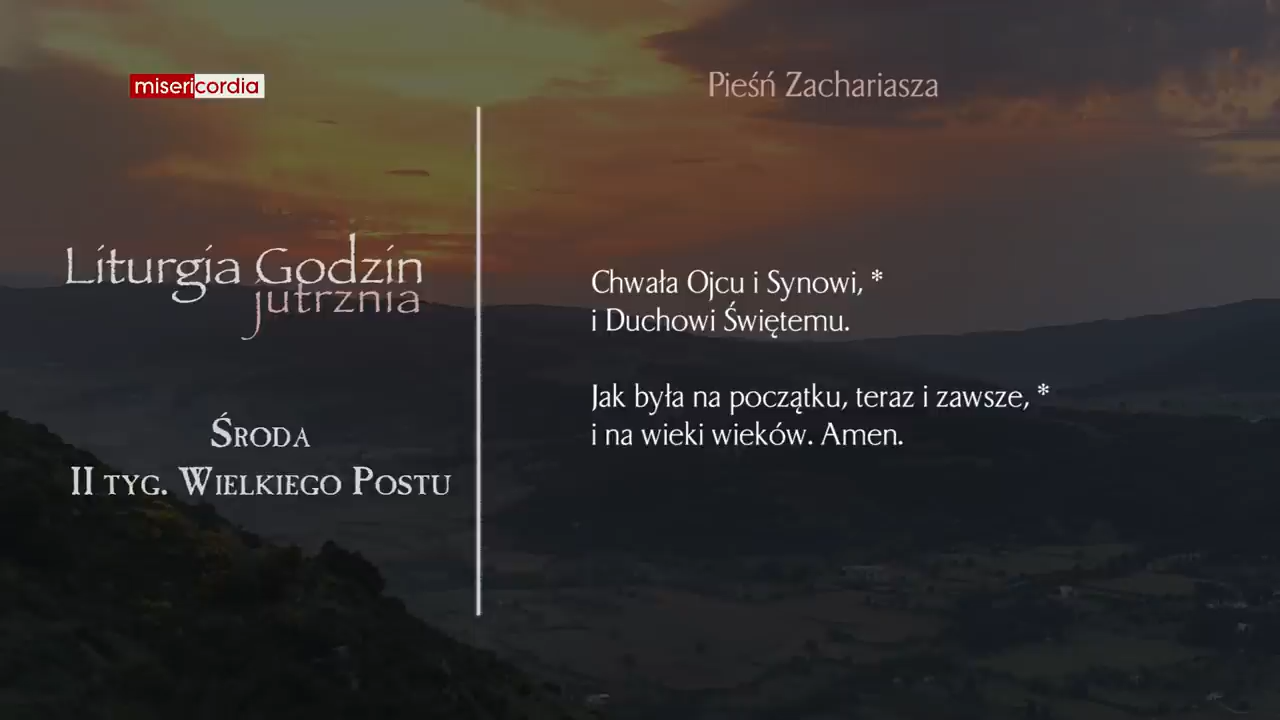 misericordia
Pieśń Zachariasza
Liturgia Godzin
jutrznia
Środa
II tyg. Wielkiego Postu
Chwała Ojcu i Synowi, *
i Duchowi Świętemu.
Jak była na początku, teraz i zawsze, *
i na wieki wieków. Amen.